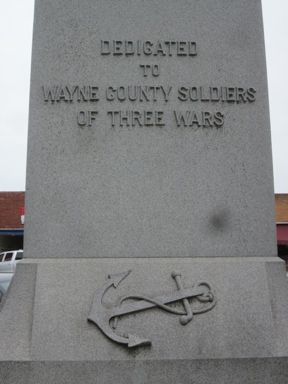 DEDICATED
TO
WAYNE COUNTY SOLDIERS
OF THREE WARS